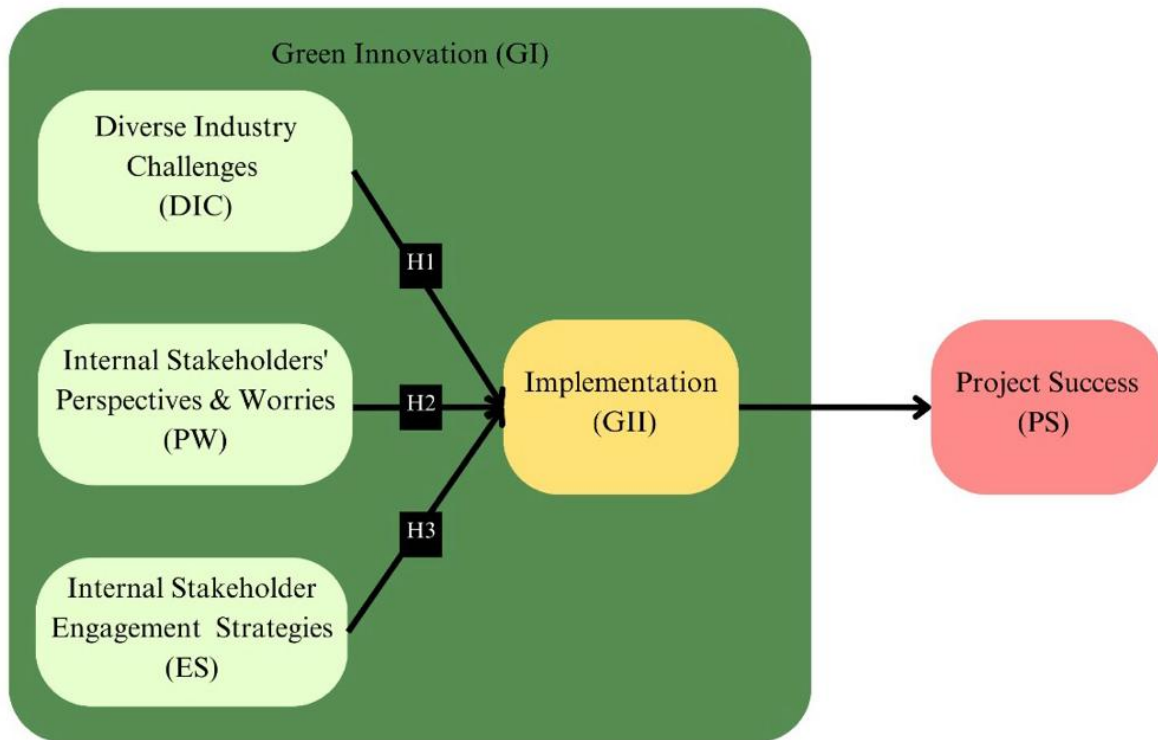 Green Innovation (GI)
Diverse Industry
Challenges
(DIC)
H1
Internal Stakeholders'
Perspectives & Worries
(PW)
H2
Implementation
(GII)
Project Success
(PS)
H3
Internal Stakeholder
Engagement Strategies
(ES)